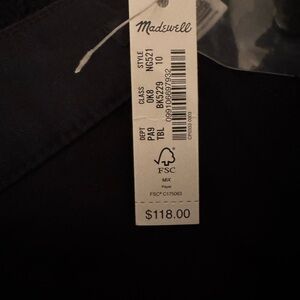 Madewell
STYLE
NG521
10
CLASS
0K8
BK5229
DEPT
PA9
TBL
FSC
MIX
Paper
FSC® C175063
$118.00